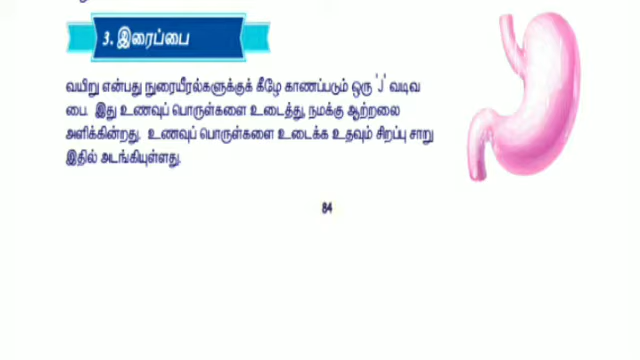 3. இரைப்பை
வயிறு என்பது நுரையீரல்களுக்குக் கீழே காணப்படும் ஒரு 'J' வடிவ
பை. இது உணவுப் பொருள்களை உடைத்து, நமக்கு ஆற்றலை
அளிக்கின்றது. உணவுப் பொருள்களை உடைக்க உதவும் சிறப்பு சாறு
இதில் அடங்கியுள்ளது.
84